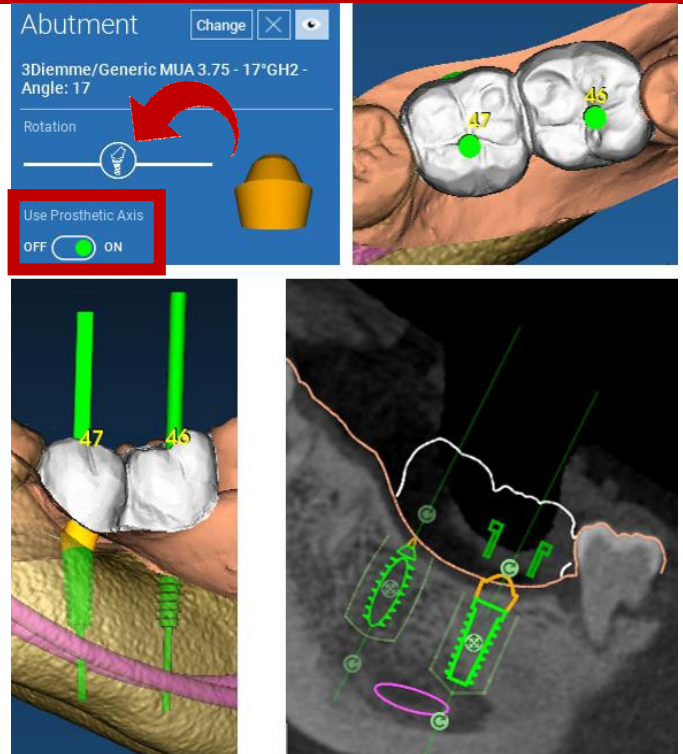 Abutment
Change
3Diemme/Generic MUA 3.75 - 17°GH2 -
Angle: 17
Rotation
Use Prosthetic Axis
OFF ON
47
46
47
46